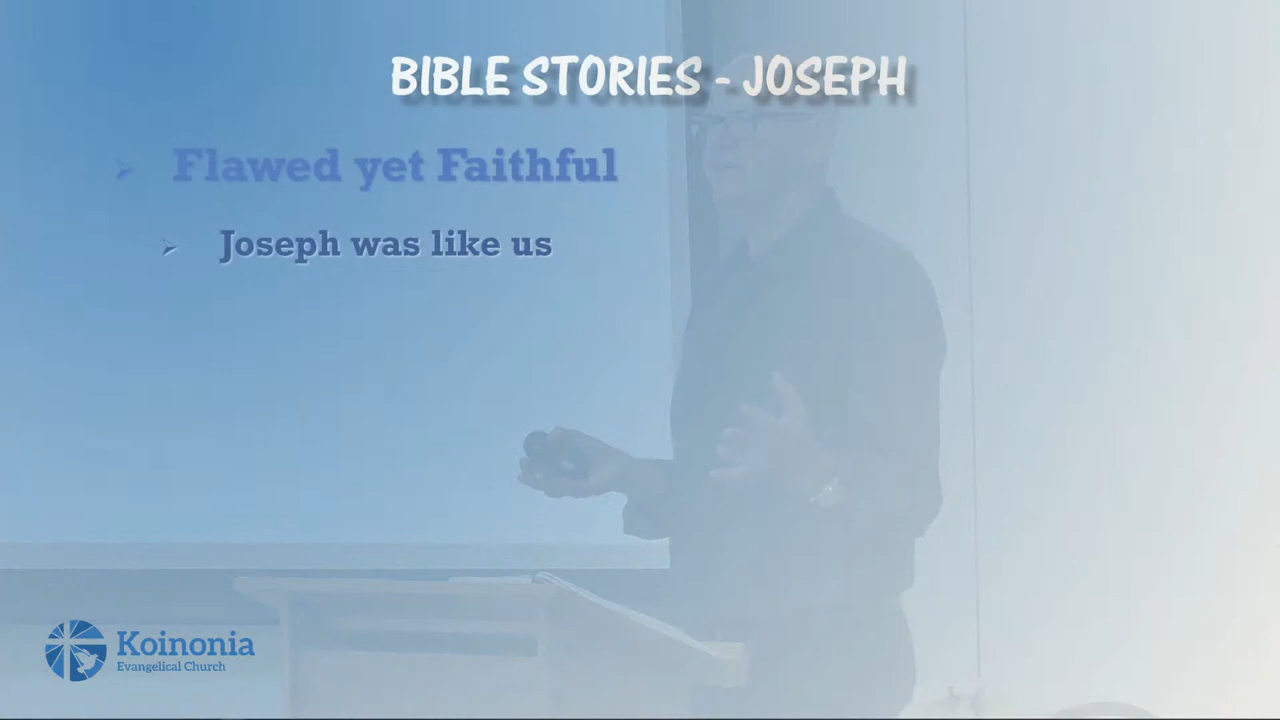 BIBLE STORIES - JOSEPH
Flawed yet Faithful
Joseph was like us
Koinonia
Evangelical Church